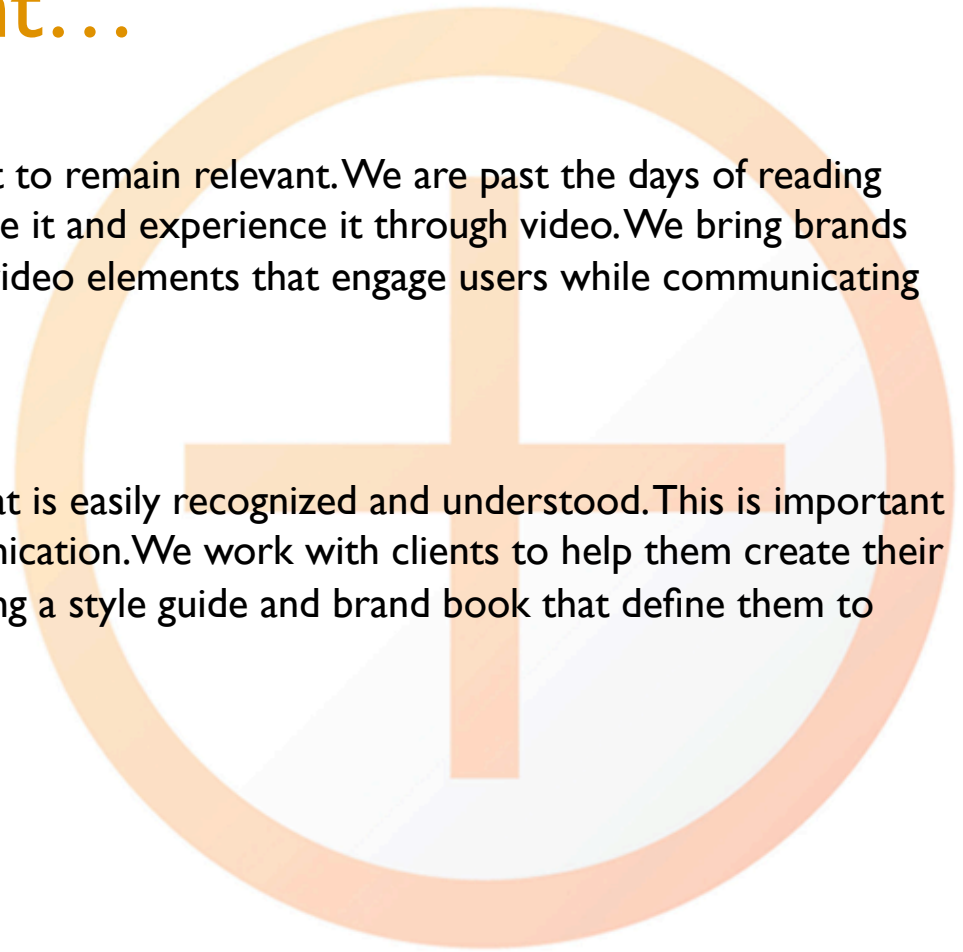 nt…
t to remain relevant. We are past the days of reading
e it and experience it through video. We bring brands
video elements that engage users while communicating
at is easily recognized and understood. This is important
nication. We work with clients to help them create their
ng a style guide and brand book that define them to